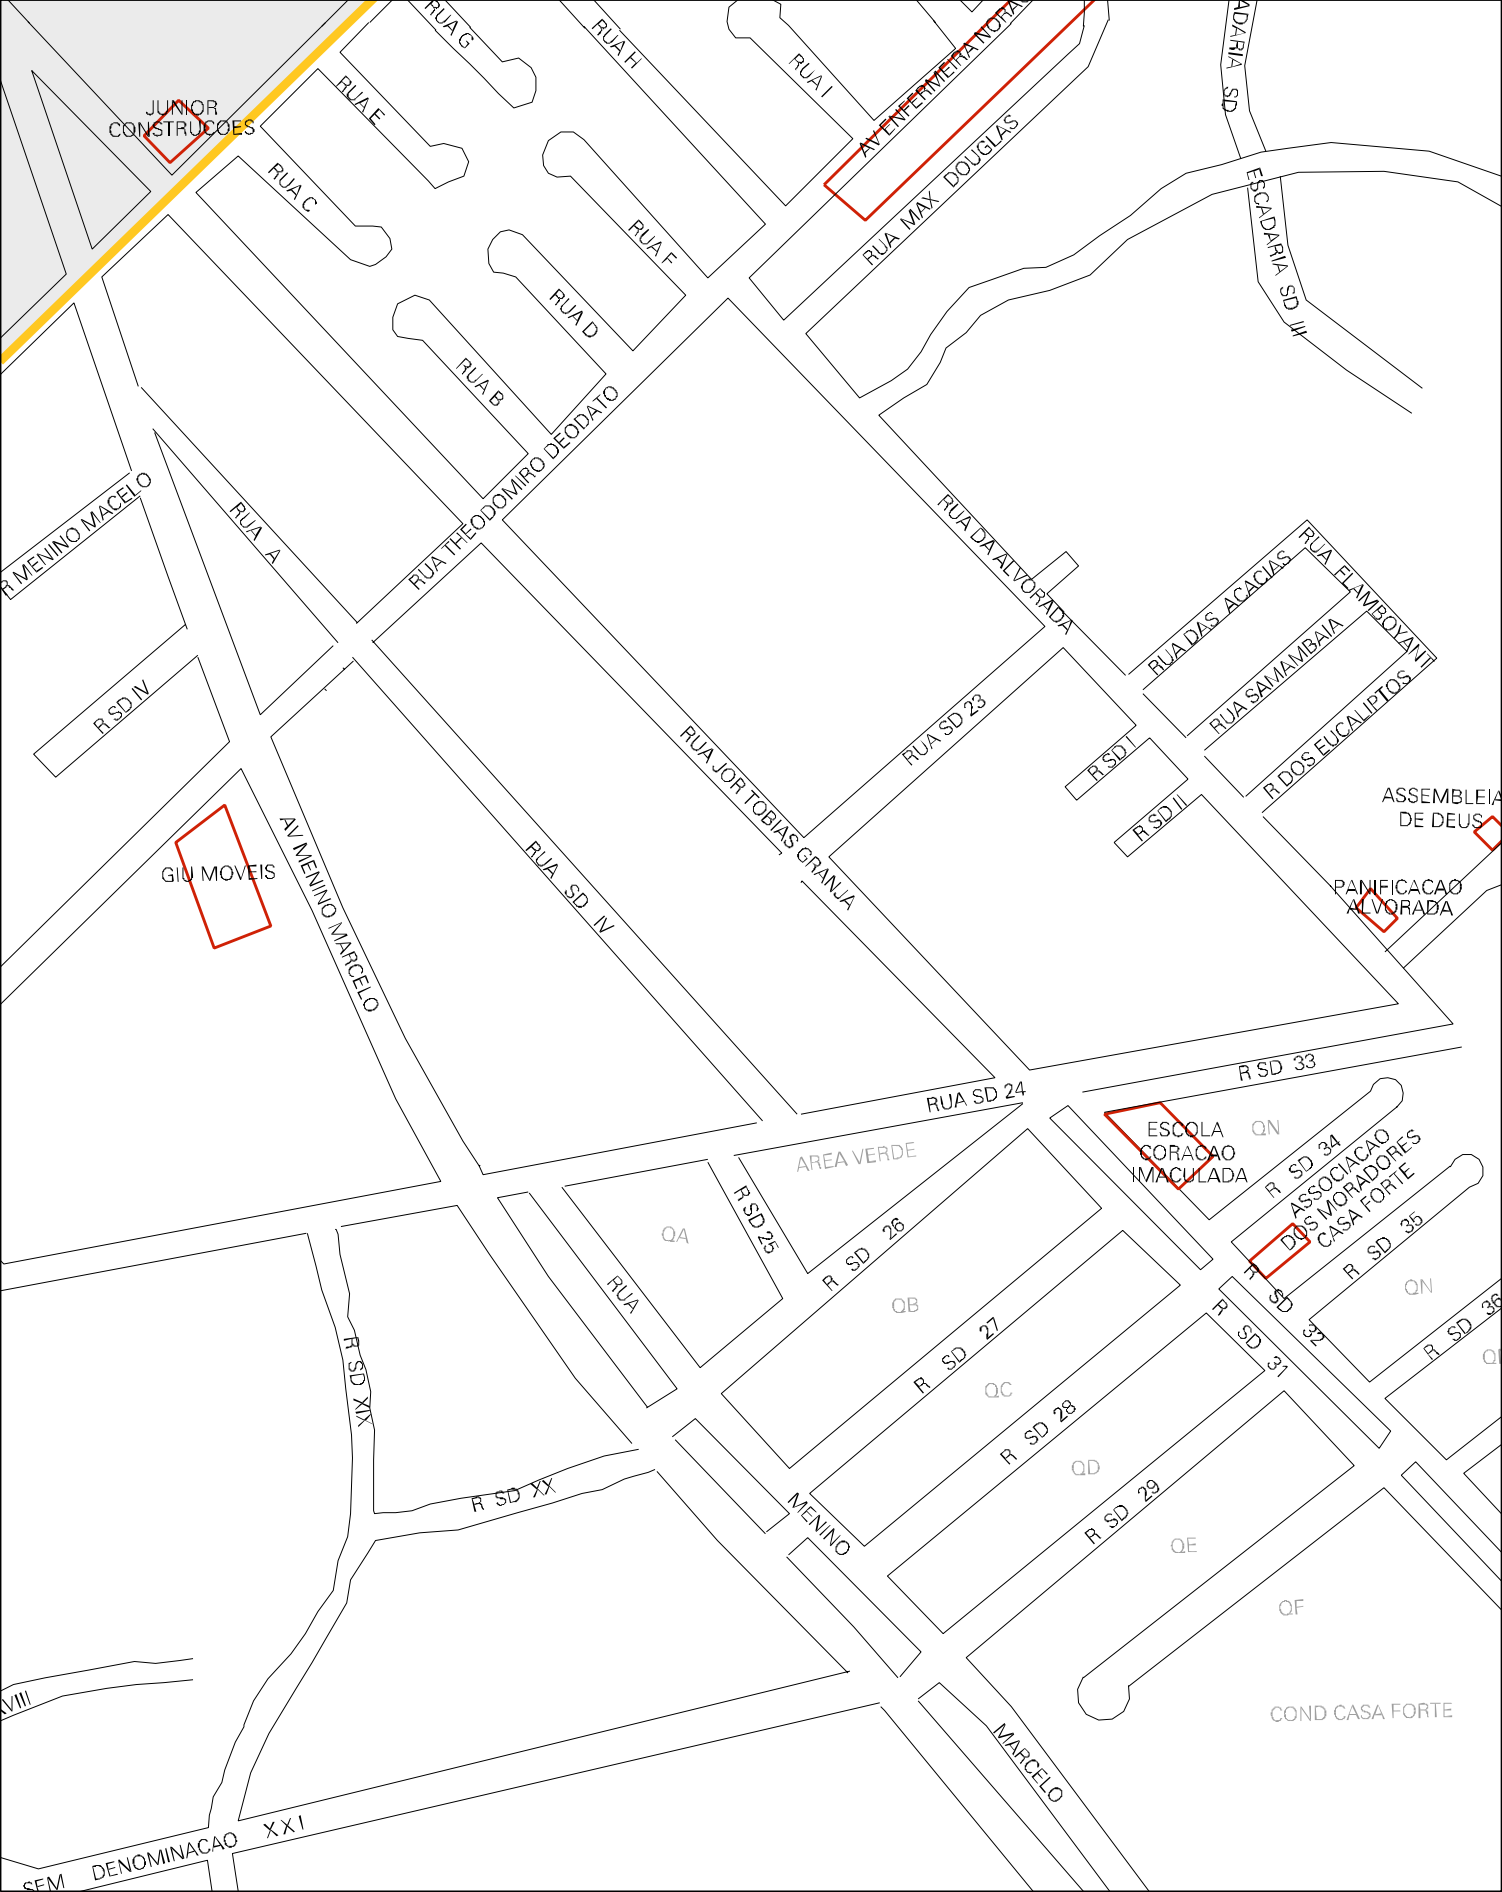 RUA G
RUA H
RUA I
AV ENFERMEIRA NORAC
ADARIA SD
JUNIOR
CONSTRUCOES
RUA E
RUA C
RUA F
RUA D
RUA B
RUA MAX DOUGLAS
ESCADARIA SD III
R MENINO MACELO
RUA A
RUA THEODOMIRO DEODATO
RUA DA ALVORADA
RUA DAS ACACIAS
RUA FLAMBOYANT
RUA SAMAMBAIA
R DOS EUCALIPTOS
R SD IV
RUA SD 23
R SD I
R SD II
RUA JOR TOBIAS GRANJA
ASSEMBLEIA
DE DEUS
PANIFICACAO
ALVORADA
GIU MOVEIS
AV MENINO MARCELO
RUA SD IV
RUA SD 24
R SD 33
ESCOLA
CORACAO
IMACULADA
QN
AREA VERDE
R SD 34
ASSOCIACAO
DOS MORADORES
CASA FORTE
R SD 35
R SD 25
QA
R SD 26
QB
RUA
R SD 32
R SD 31
QN
R SD 36
R SD XIX
R SD 27
QC
R SD 28
QD
R SD XX
R SD 29
MENINO
QE
QF
COND CASA FORTE
XVIII
MARCELO
SEM DENOMINACAO XXI